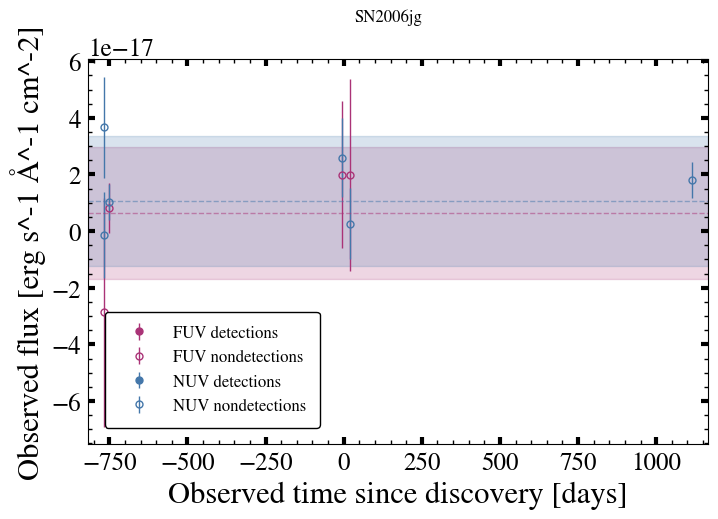 SN2006jg
1e−17
6
4
2
0
−2
−4
−6
Observed flux [erg s^-1 Å^-1 cm^-2]
FUV detections
FUV nondetections
NUV detections
NUV nondetections
−750 −500 −250 0 250 500 750 1000
Observed time since discovery [days]